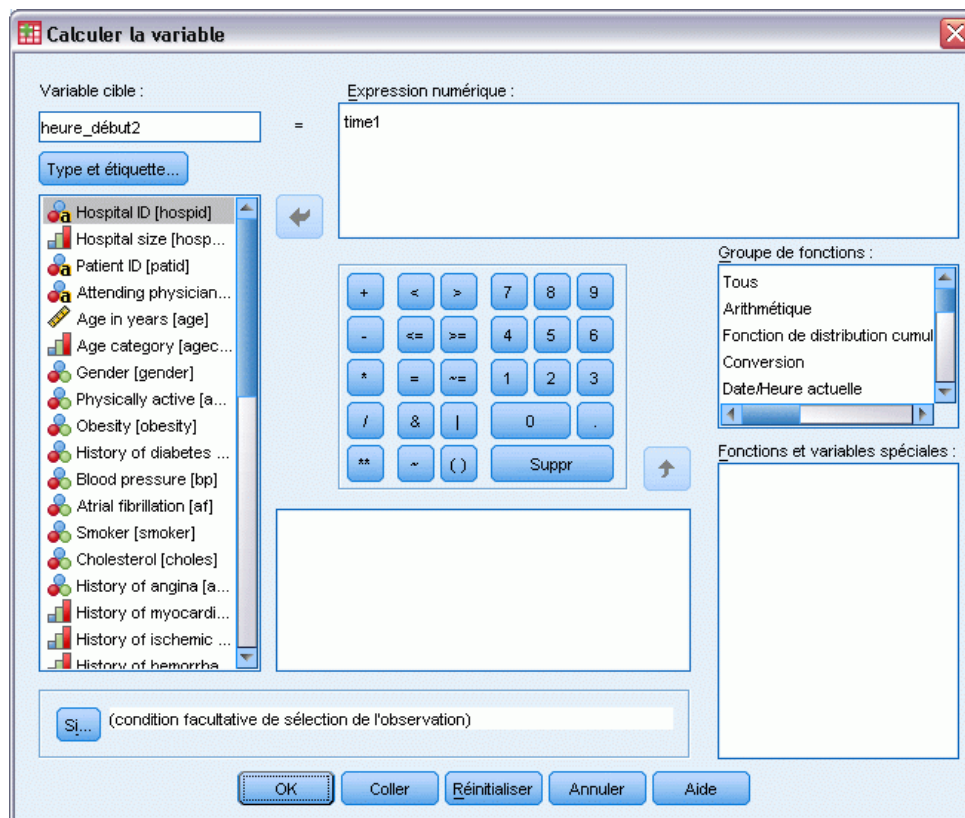 Calculer la variable
Variable cible :
heure_début2
=
Expression numérique :
time1
Type et étiquette...
Hospital ID [hospid]
Hospital size [hosp...
Patient ID [patid]
Attending physician...
Age in years [age]
Age category [agec...
Gender [gender]
Physically active [a...
Obesity [obesity]
History of diabetes ...
Blood pressure [bp]
Atrial fibrillation [af]
Smoker [smoker]
Cholesterol [choles]
History of angina [a...
History of myocardi...
History of ischemic ...
History of hemorrha
+ < > 7 8 9
- <= >= 4 5 6
* = ~= 1 2 3
/ & | 0 .
** ~ ( ) Suppr
Groupe de fonctions :
Tous
Arithmétique
Fonction de distribution cumul
Conversion
Date/Heure actuelle
Fonctions et variables spéciales :
Si... (condition facultative de sélection de l'observation)
OK Coller Réinitialiser Annuler Aide